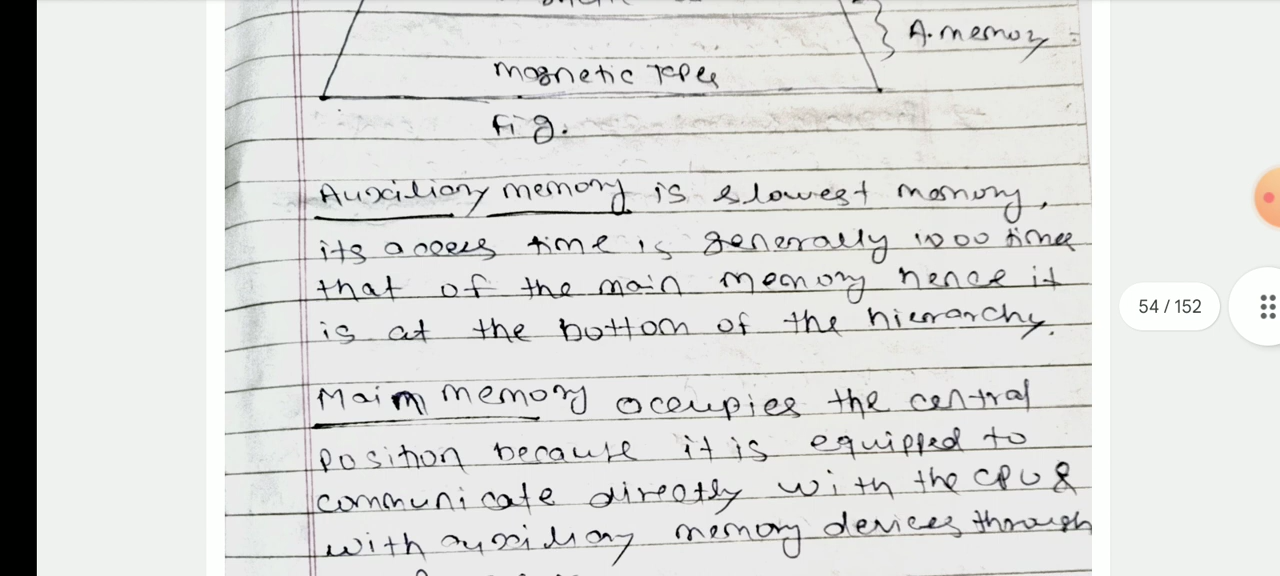 A.memory
Magnetic Tapes
Fig.
Auxiliary memory is slowest memory,
its access time is generally 1000 times
that of the main memory hence it
is at the bottom of the hierarchy.
Main memory occupies the central
Position because it is equipped to
communicate directly with the CPU &
with auxiliary memory devices through
54 / 152